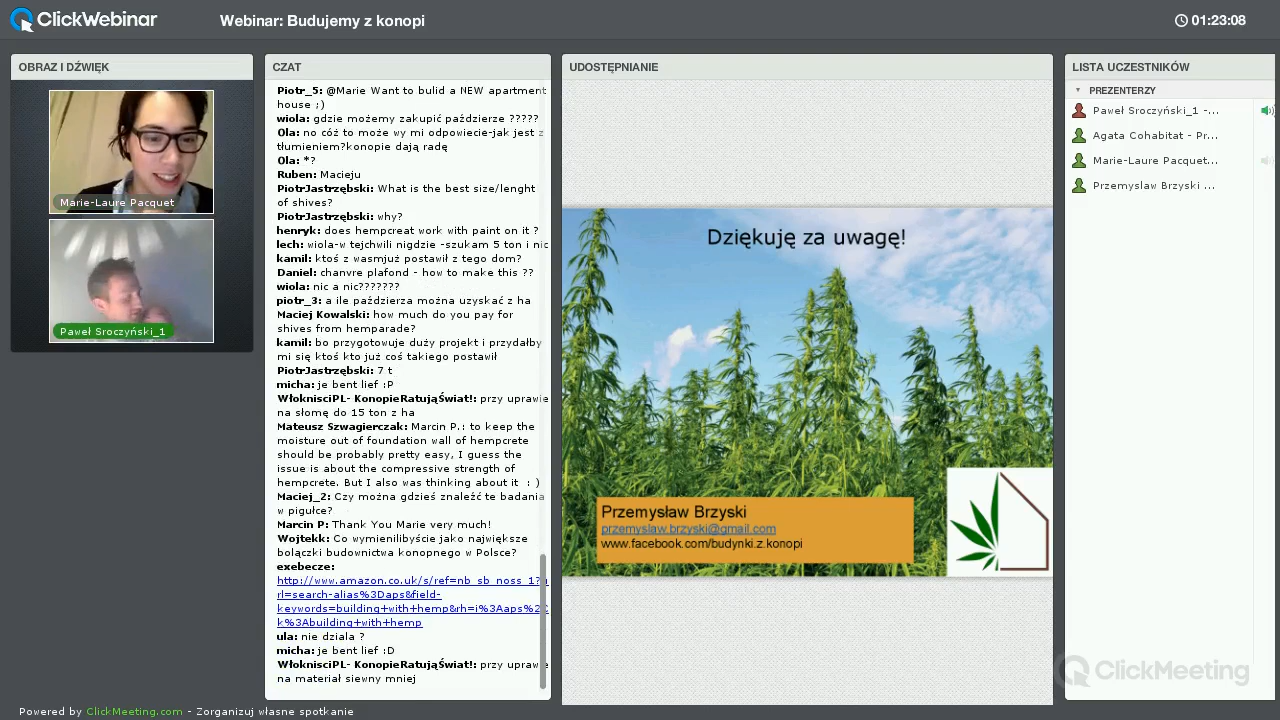 ClickWebinar
Webinar: Budujemy z konopi
01:23:08
OBRAZ I DŹWIĘK
Marie-Laure Pacquet
Paweł Sroczyński_1
CZAT
Piotr_5: @Marie Want to bulid a NEW apartment
house ;)
wiola: gdzie możemy zakupić paździerze ?????
Ola: no cóż to może wy mi odpowiecie-jak jest z
tłumieniem?konopie dają radę
Ola: *?
Ruben: Macieju
PiotrJastrzębski: What is the best size/lenght
of shives?
PiotrJastrzębski: why?
henryk: does hempcreat work with paint on it ?
lech: wiola-w tejchwili nigdzie -szukam 5 ton i nic
kamil: ktoś z wasmjuż postawił z tego dom?
Daniel: chanvre plafond - how to make this ??
wiola: nic a nic???????
piotr_3: a ile paździerza można uzyskać z ha
Maciej Kowalski: how much do you pay for
shives from hemparade?
kamil: bo przygotowuje duży projekt i przydałby
mi się ktoś kto już coś takiego postawił
PiotrJastrzębski: 7 t
micha: je bent lief :P
WłoknisciPL- KonopieRatująŚwiat!: przy uprawie
na słomę do 15 ton z ha
Mateusz Szwagierczak: Marcin P.: to keep the
moisture out of foundation wall of hempcrete
should be probably pretty easy, I guess the
issue is about the compressive strength of
hempcrete. But I also was thinking about it : )
Maciej_2: Czy można gdzieś znaleźć te badania
w pigułce?
Marcin P: Thank You Marie very much!
Wojtekk: Co wymienilibyście jako największe
bolączki budownictwa konopnego w Polsce?
exebecze:
http://www.amazon.co.uk/s/ref=nb_sb_noss_1?u
rl=search-alias%3Daps&field-
keywords=building+with+hemp&rh=i%3Aaps%2C
k%3Abuilding+with+hemp
ula: nie dziala ?
micha: je bent lief :D
WłoknisciPL- KonopieRatująŚwiat!: przy uprawie
na materiał siewny mniej
UDOSTĘPNIANIE
Dziękuję za uwagę!
Przemysław Brzyski
przemyslaw.brzyski@gmail.com
www.facebook.com/budynki.z.konopi
LISTA UCZESTNIKÓW
PREZENTERZY
Paweł Sroczyński_1 -...
Agata Cohabitat - Pr...
Marie-Laure Pacquet...
Przemyslaw Brzyski ...
ClickMeeting
Powered by ClickMeeting.com - Zorganizuj własne spotkanie